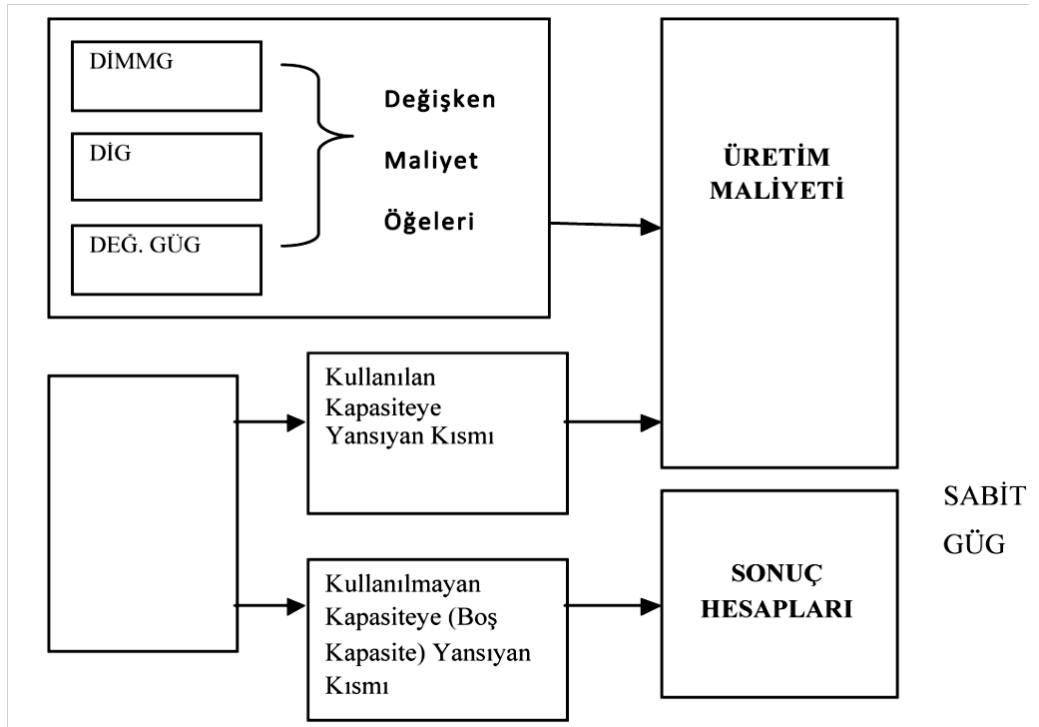 DİMMG
DİG
DEĞ. GÜG
Değişken
Maliyet
Öğeleri
ÜRETİM
MALİYETİ
Kullanılan
Kapasiteye
Yansıyan Kısmı
Kullanılmayan
Kapasiteye (Boş
Kapasite) Yansıyan
Kısmı
SONUÇ
HESAPLARI
SABİT
GÜG